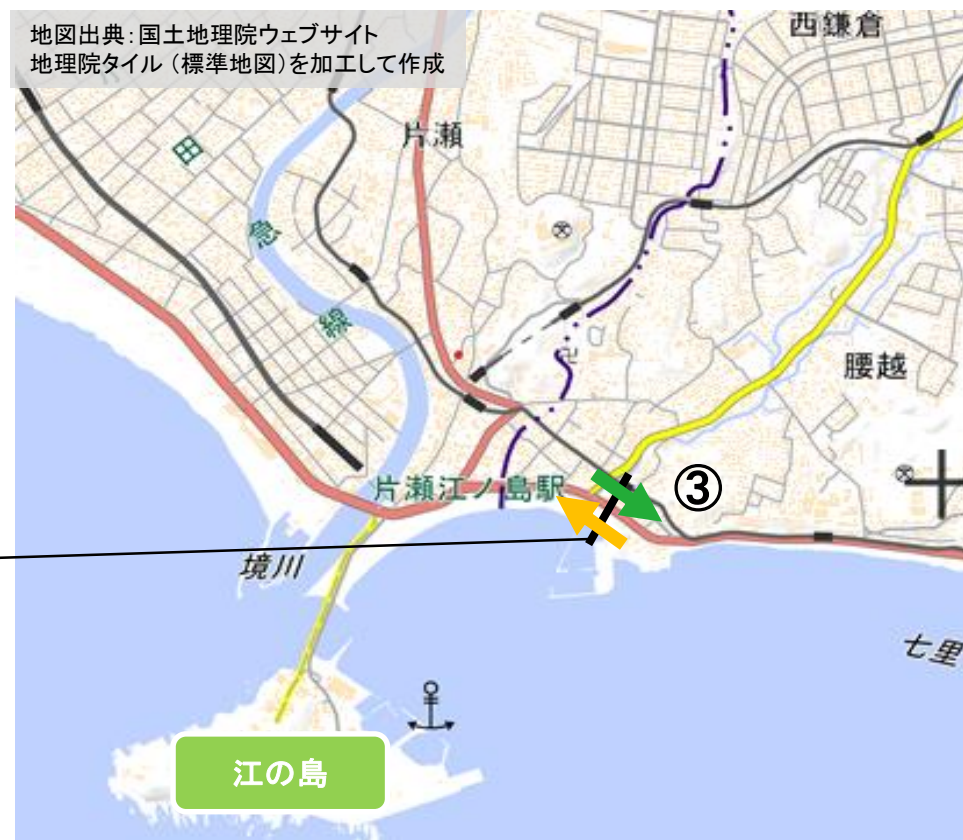 地図出典：国土地理院ウェブサイト
地理院タイル （標準地図）を加工して作成
西鎌倉
片瀬
急
線
腰越
③
片瀬江ノ島駅
境川
七里
江の島